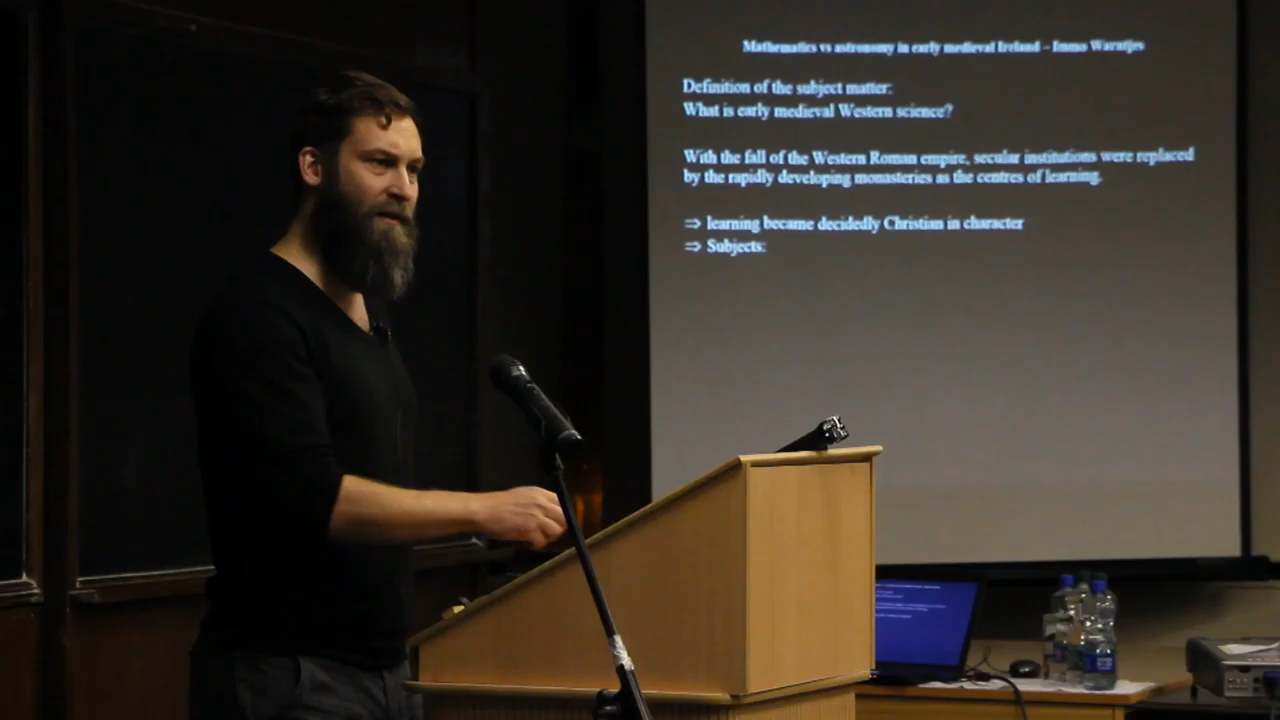 Mathematics vs astronomy in early medieval Ireland – Immo Warntjes
Definition of the subject matter:
What is early medieval Western science?
With the fall of the Western Roman empire, secular institutions were replaced
by the rapidly developing monasteries as the centres of learning.
⇒ learning became decidedly Christian in character
⇒ Subjects: